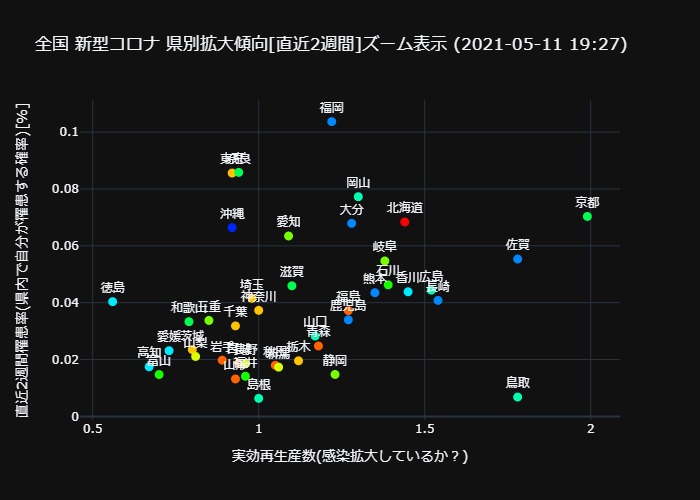 全国 新型コロナ 県別拡大傾向[直近2週間]ズーム表示 (2021-05-11 19:27)
直近2週間罹患率(県内で自分が罹患する確率)[%]
0.1
0.08
0.06
0.04
0.02
0
福岡
奈良
岡山
京都
大分
北海道
沖縄
愛知
岐阜
佐賀
滋賀
石川
熊本
香川
広島
長崎
徳島
埼玉
神奈川
福島
鹿児島
和歌山
三重
千葉
山口
青森
愛媛
茨城
山梨
岩手
長野
高知
富山
栃木
静岡
福井
島根
鳥取
0.5
1
1.5
2
実効再生産数(感染拡大しているか？)